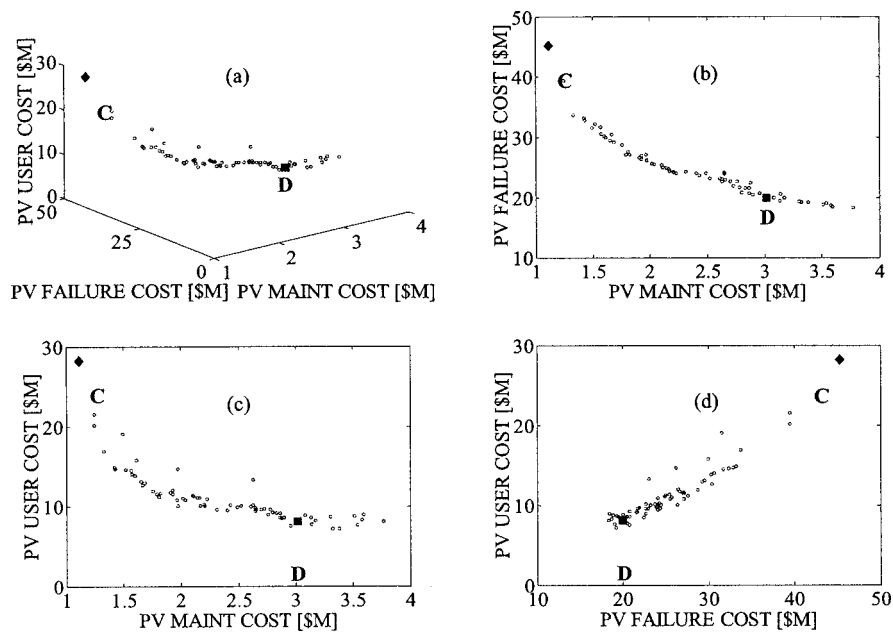 PV USER COST [$M]
30
20
10
0
50
25
0
1
2
3
4
(a)
C
D
PV FAILURE COST [$M]
PV MAINT COST [$M]
PV FAILURE COST [$M]
50
40
30
20
10
(b)
C
D
1 1.5 2 2.5 3 3.5 4
PV MAINT COST [$M]
PV USER COST [$M]
30
20
10
0
(c)
C
D
1 1.5 2 2.5 3 3.5 4
PV MAINT COST [$M]
PV USER COST [$M]
30
20
10
0
(d)
C
D
10 20 30 40 50
PV FAILURE COST [$M]